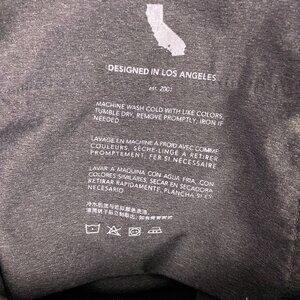 DESIGNED IN LOS ANGELES
est. 2001
MACHINE WASH COLD WITH LIKE COLORS,
TUMBLE DRY, REMOVE PROMPTLY, IRON IF
NEEDED
LAVAGE EN MACHINE A FROID AVEC COMME
COULEURS, SÈCHE-LINGE À RETIRER
PROMPTEMENT, FER SI NÉCESSAIRE
LAVAR A MAQUINA CON AGUA FRIA, CON
COLORES SIMILARES, SECAR EN SECADORA,
RETIRAR RAPIDAMENTE, PLANCHA SI ES
NECESARIO